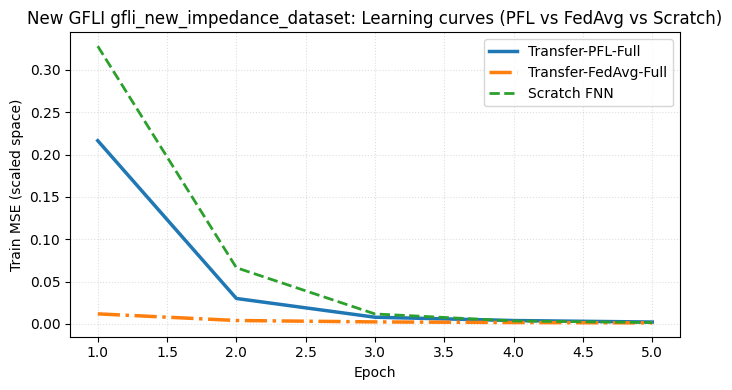 New GFLI gfli_new_impedance_dataset: Learning curves (PFL vs FedAvg vs Scratch)
Transfer-PFL-Full
Transfer-FedAvg-Full
Scratch FNN
Train MSE (scaled space)
0.30
0.25
0.20
0.15
0.10
0.05
0.00
1.0 1.5 2.0 2.5 3.0 3.5 4.0 4.5 5.0
Epoch